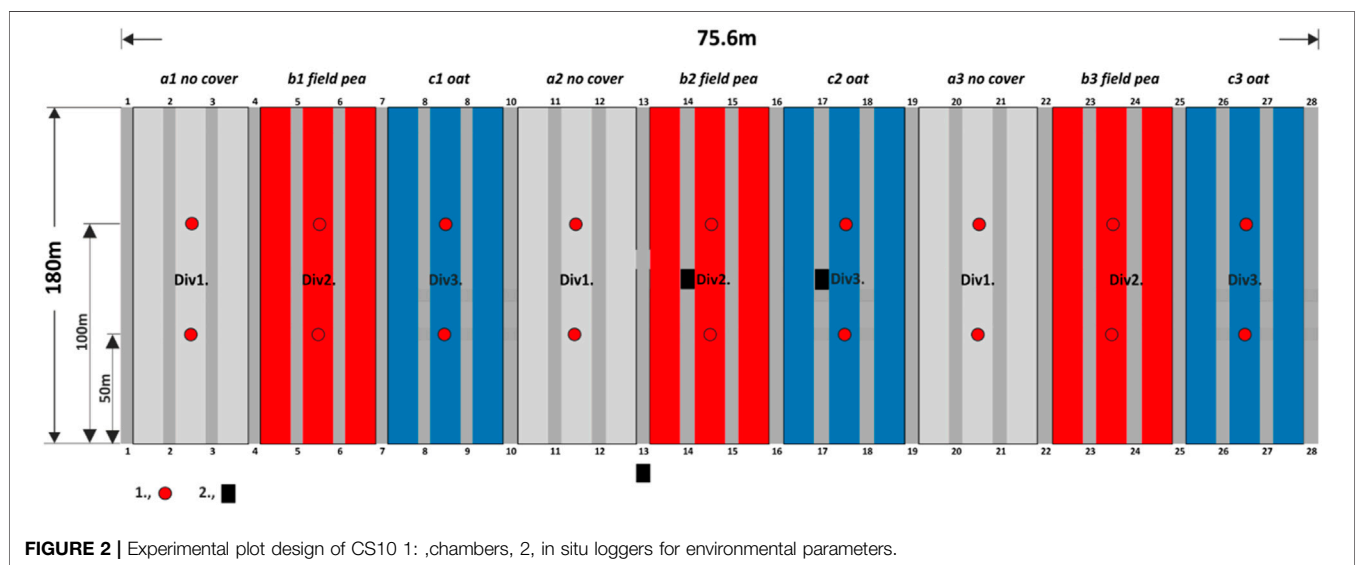 75.6m
a1 no cover b1 field pea c1 oat a2 no cover b2 field pea c2 oat a3 no cover b3 field pea c3 oat
1 2 3 4 5 6 7 8 9 10 11 12 13 14 15 16 17 18 19 20 21 22 23 24 25 26 27 28
180m
100m
50m
Div1. Div2. Div3. Div1. Div2. Div3. Div1. Div2. Div3.
1 2 3 4 5 6 7 8 9 10 11 12 13 14 15 16 17 18 19 20 21 22 23 24 25 26 27 28
1., 2.,
FIGURE 2 | Experimental plot design of CS10 1: ,chambers, 2, in situ loggers for environmental parameters.